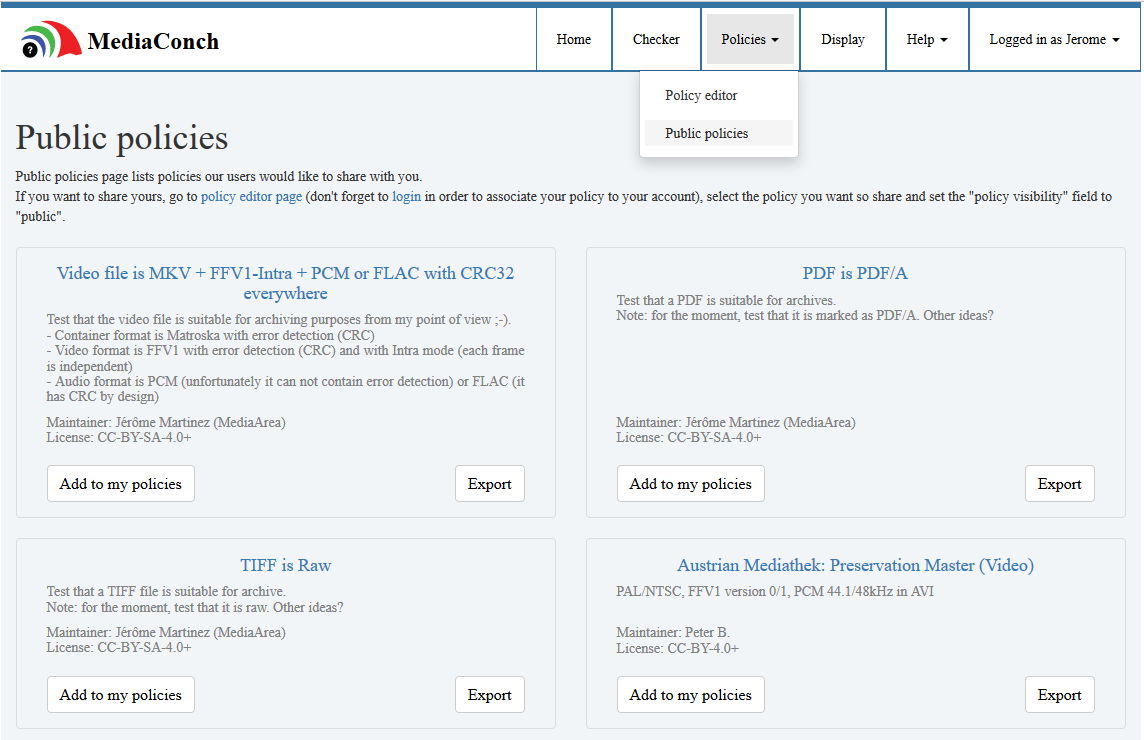 ? MediaConch
Home
Checker
Policies
Display
Help
Logged in as Jerome
Policy editor
Public policies
Public policies
Public policies page lists policies our users would like to share with you.
If you want to share yours, go to policy editor page (don't forget to login in order to associate your policy to your account), select the policy you want so share and set the "policy visibility" field to
"public".
Video file is MKV + FFV1-Intra + PCM or FLAC with CRC32
everywhere
Test that the video file is suitable for archiving purposes from my point of view ;-).
- Container format is Matroska with error detection (CRC)
- Video format is FFV1 with error detection (CRC) and with Intra mode (each frame
is independent)
- Audio format is PCM (unfortunately it can not contain error detection) or FLAC (it
has CRC by design)
Maintainer: Jérôme Martinez (MediaArea)
License: CC-BY-SA-4.0+
Add to my policies
Export
PDF is PDF/A
Test that a PDF is suitable for archives.
Note: for the moment, test that it is marked as PDF/A. Other ideas?
Maintainer: Jérôme Martinez (MediaArea)
License: CC-BY-SA-4.0+
Add to my policies
Export
TIFF is Raw
Test that a TIFF file is suitable for archive.
Note: for the moment, test that it is raw. Other ideas?
Maintainer: Jérôme Martinez (MediaArea)
License: CC-BY-SA-4.0+
Add to my policies
Export
Austrian Mediathek: Preservation Master (Video)
PAL/NTSC, FFV1 version 0/1, PCM 44.1/48kHz in AVI
Maintainer: Peter B.
License: CC-BY-4.0+
Add to my policies
Export